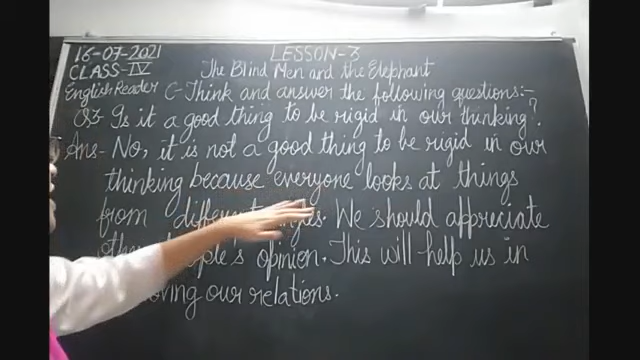 16-07-2021 LESSON-3
CLASS-IV The Blind Men and the Elephant
English Reader C-Think and answer the following questions:-
Q3- Is it a good thing to be rigid in our thinking?
Ans- No, it is not a good thing to be rigid in our
thinking because everyone looks at things
from We should appreciate
opinion. This will help us in
our relations.